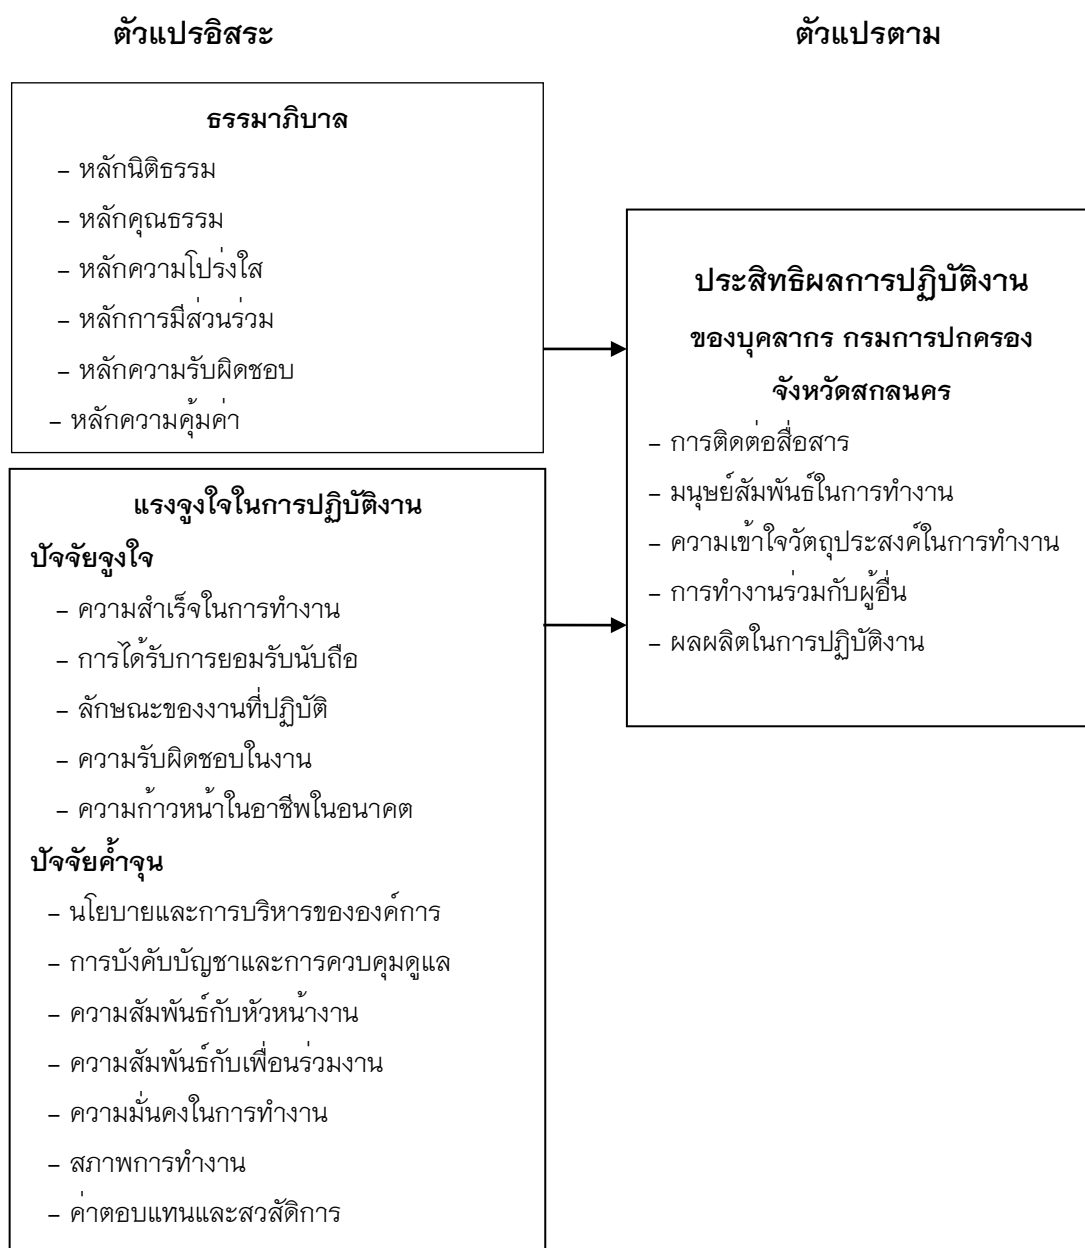 ตัวแปรอิสระ
ตัวแปรตาม
ธรรมาภิบาล
– หลักนิติธรรม
– หลักคุณธรรม
– หลักความโปร่งใส
– หลักการมีส่วนร่วม
– หลักความรับผิดชอบ
– หลักความคุ้มค่า
แรงจูงใจในการปฏิบัติงาน
ปัจจัยจูงใจ
– ความสำเร็จในการทำงาน
– การได้รับการยอมรับนับถือ
– ลักษณะของงานที่ปฏิบัติ
– ความรับผิดชอบในงาน
– ความก้าวหน้าในอาชีพในอนาคต
ปัจจัยค้ำจุน
– นโยบายและการบริหารขององค์การ
– การบังคับบัญชาและการควบคุมดูแล
– ความสัมพันธ์กับหัวหน้างาน
– ความสัมพันธ์กับเพื่อนร่วมงาน
– ความมั่นคงในการทำงาน
– สภาพการทำงาน
– ค่าตอบแทนและสวสัดิการ
ประสิทธิผลการปฏิบัติงาน
ของบุคลากร กรมการปกครอง
จังหวัดสกลนคร
– การติดต่อสื่อสาร
– มนุษย์สัมพันธ์ในการทำงาน
– ความเข้าใจวัตถุประสงค์ในการทำงาน
– การทำงานร่วมกับผู้อื่น
– ผลผลิตในการปฏิบัติงาน